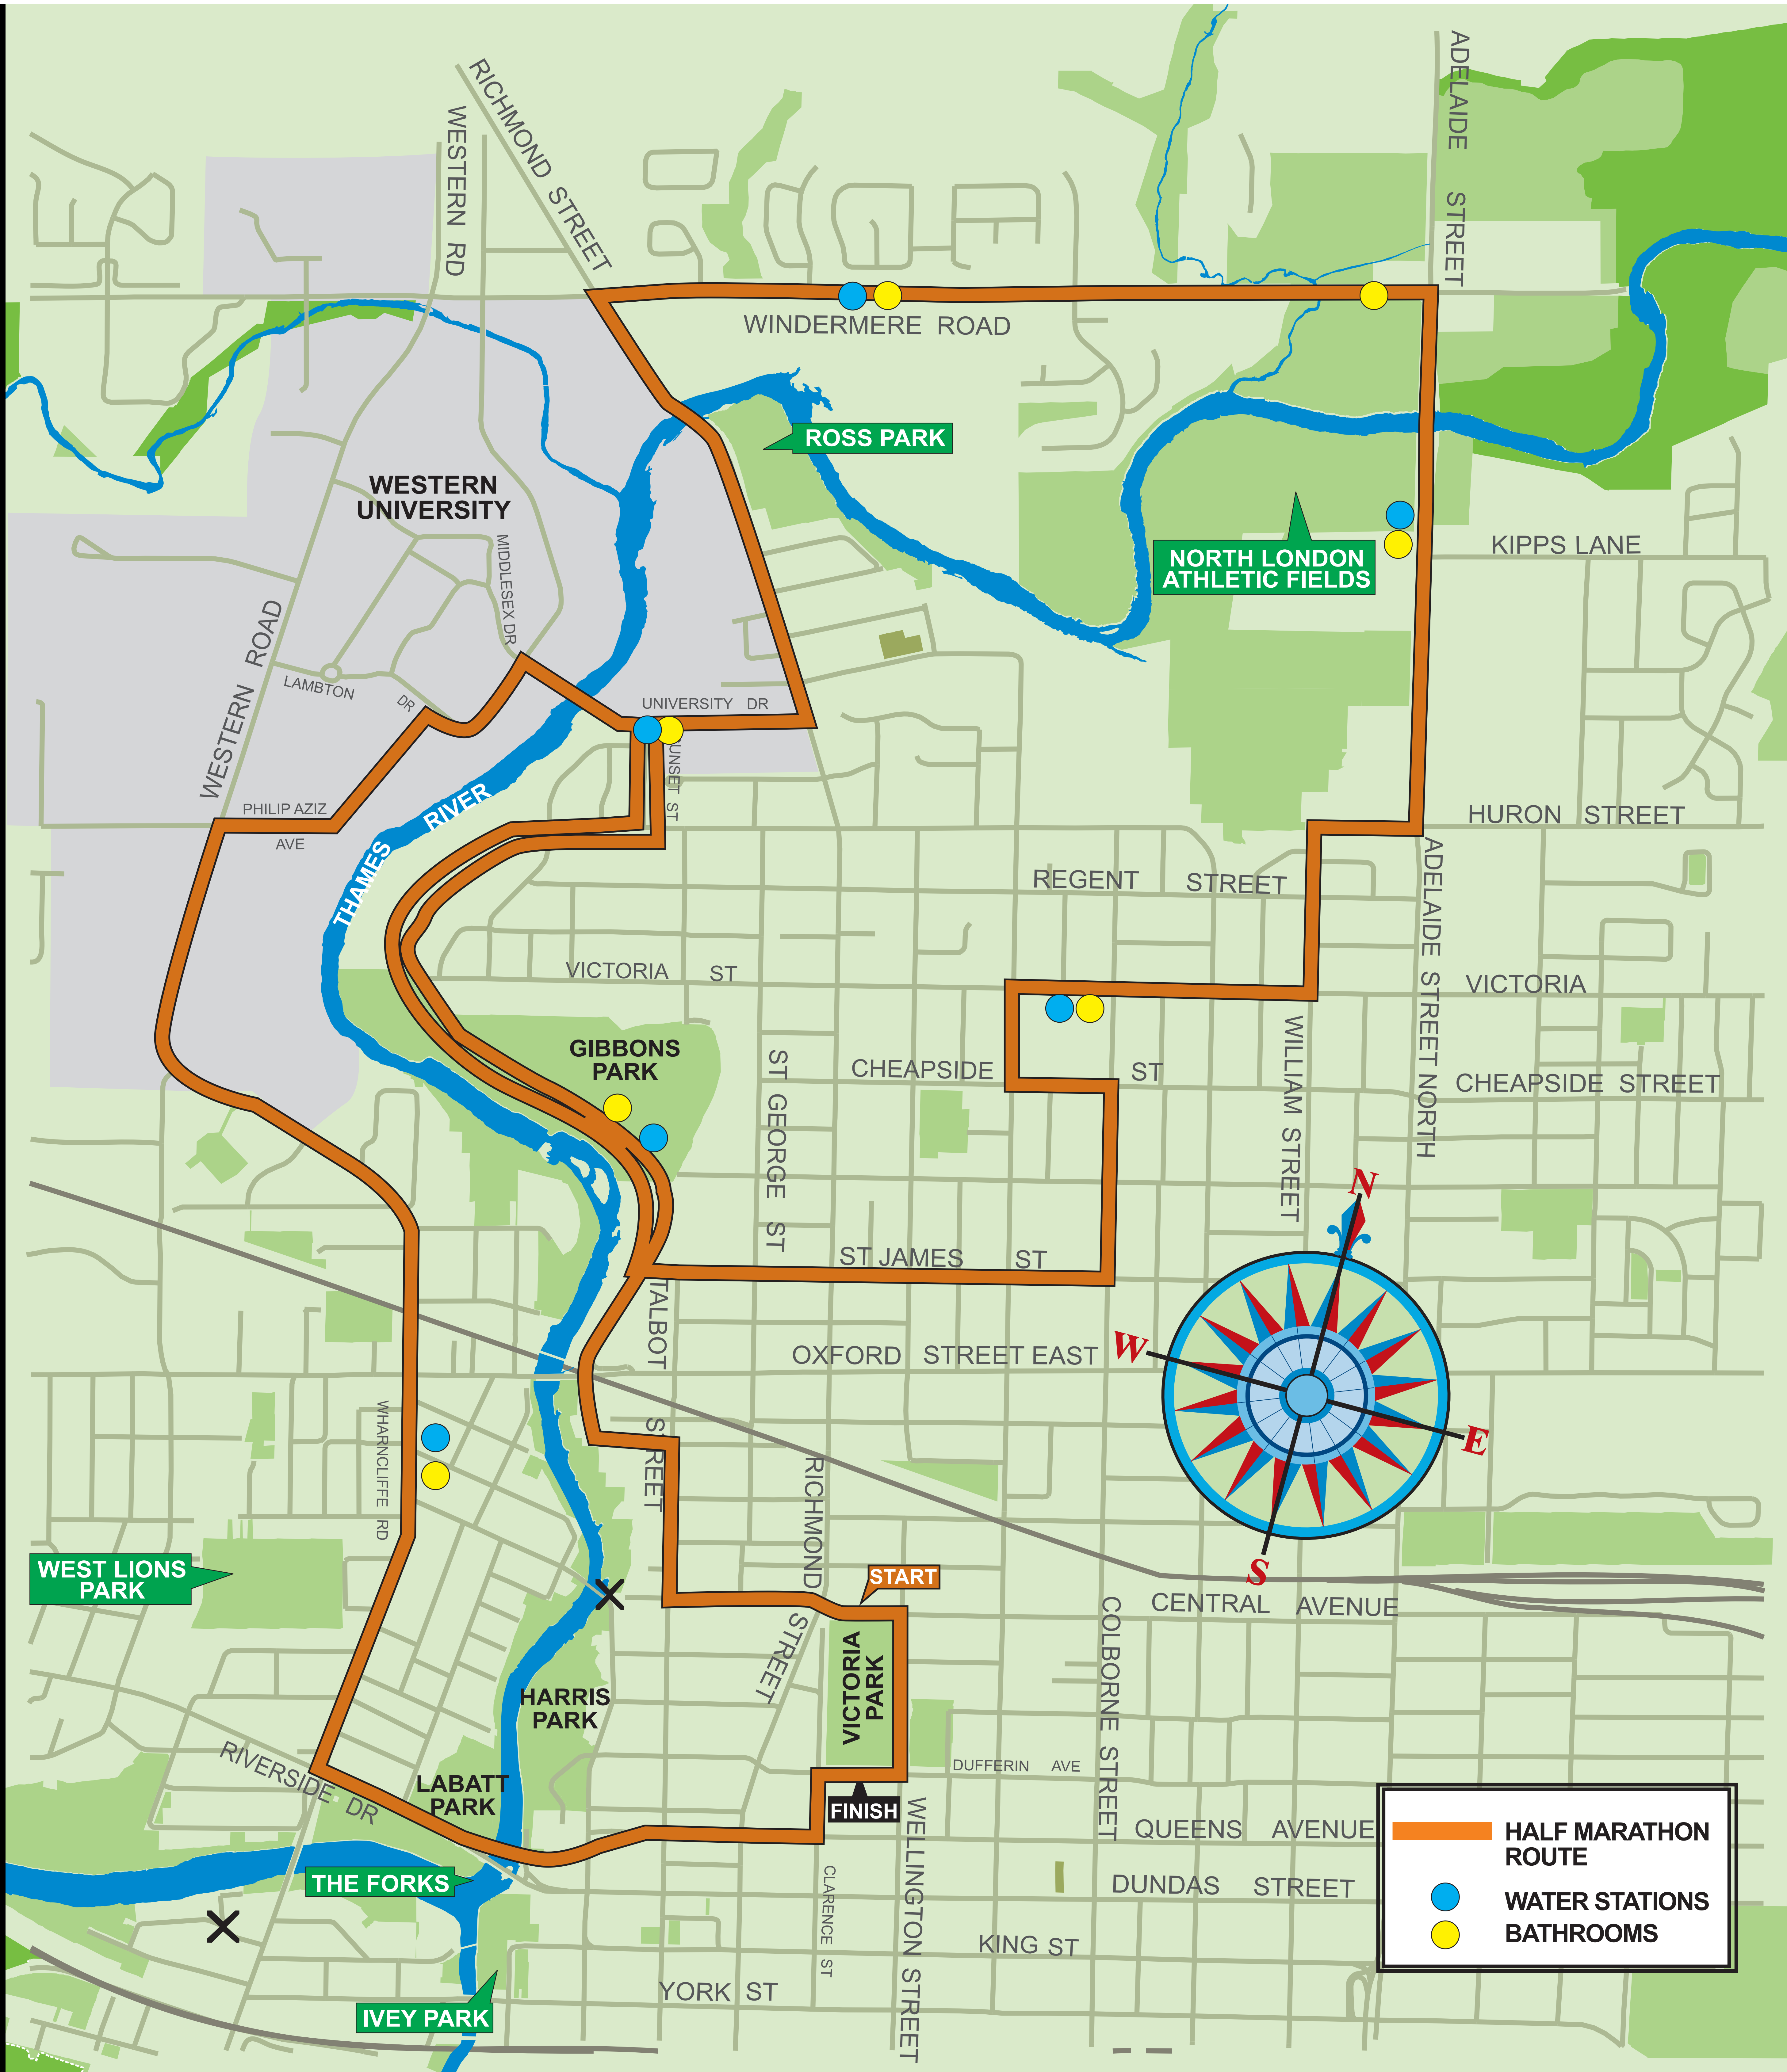 RICHMOND STREET
WESTERN RD
ADELAIDE STREET
WINDERMERE ROAD
ROSS PARK
WESTERN
UNIVERSITY
MIDDLESEX DR
NORTH LONDON
ATHLETIC FIELDS
KIPPS LANE
WESTERN ROAD
LAMBTON DR
UNIVERSITY DR
UNSET ST
PHILIP AZIZ
AVE
THAMES RIVER
HURON STREET
REGENT STREET
ADELAIDE STREET NORTH
VICTORIA ST
VICTORIA
GIBBONS
PARK
ST GEORGE ST
CHEAPSIDE ST
WILLIAM STREET
CHEAPSIDE STREET
N
ST JAMES ST
TALBOT STREET
OXFORD STREET EAST
W
E
S
WHARNCLIFFE RD
RICHMOND STREET
WEST LIONS
PARK
START
CENTRAL AVENUE
COLBORNE STREET
VICTORIA
PARK
HARRIS
PARK
RIVERSIDE DR
LABATT
PARK
DUFFERIN AVE
FINISH
WELLINGTON STREET
QUEENS AVENUE
THE FORKS
CLARENCE ST
DUNDAS STREET
KING ST
YORK ST
IVEY PARK
HALF MARATHON
ROUTE
WATER STATIONS
BATHROOMS